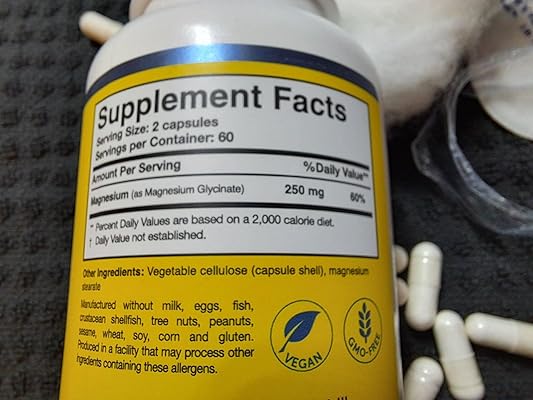 Supplement Facts
Serving Size: 2 capsules
Servings per Container: 60
Amount Per Serving %Daily Value**
Magnesium (as Magnesium Glycinate) 250 mg 60%
** Percent Daily Values are based on a 2,000 calorie diet.
† Daily Value not established.
Other Ingredients: Vegetable cellulose (capsule shell), magnesium
stearate
Manufactured without milk, eggs, fish,
crustacean shellfish, tree nuts, peanuts,
sesame, wheat, soy, corn and gluten.
Produced in a facility that may process other
ingredients containing these allergens.
VEGAN
GMO-FREE